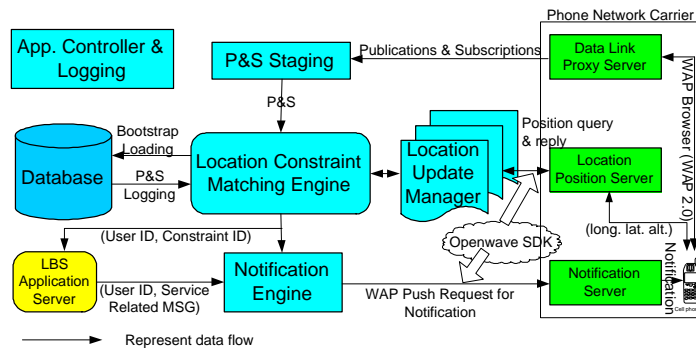 Phone Network Carrier
App. Controller &
Logging
P&S Staging
Publications & Subscriptions
Data Link
Proxy Server
WAP Browser (WAP 2.0)
P&S
Bootstrap
Loading
Database
P&S
Logging
Location Constraint
Matching Engine
Location
Update
Manager
Position query
& reply
Location
Position Server
(long. lat. alt.)
(User ID, Constraint ID)
Openwave SDK
LBS
Application
Server
(User ID, Service
Related MSG)
Notification
Engine
WAP Push Request for
Notification
Notification
Server
Notification
Cell phone
Represent data flow